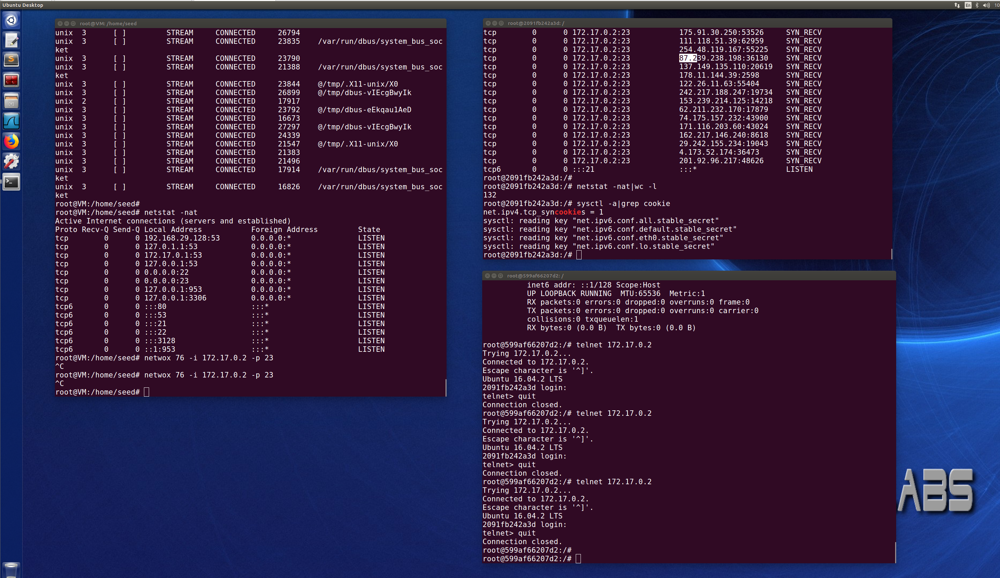 Ubuntu Desktop
En
10
root@VM: /home/seed
unix  3      [ ]         STREAM     CONNECTED     26794
unix  3      [ ]         STREAM     CONNECTED     23835    /var/run/dbus/system_bus_soc
ket
unix  3      [ ]         STREAM     CONNECTED     23790
unix  3      [ ]         STREAM     CONNECTED     21388    /var/run/dbus/system_bus_soc
ket
unix  3      [ ]         STREAM     CONNECTED     23844    @/tmp/.X11-unix/X0
unix  3      [ ]         STREAM     CONNECTED     26899    @/tmp/dbus-vIEcgBwyIk
unix  2      [ ]         STREAM     CONNECTED     17917
unix  3      [ ]         STREAM     CONNECTED     23792    @/tmp/dbus-eEkqau1AeD
unix  3      [ ]         STREAM     CONNECTED     16673
unix  3      [ ]         STREAM     CONNECTED     27297    @/tmp/dbus-vIEcgBwyIk
unix  3      [ ]         STREAM     CONNECTED     24339
unix  3      [ ]         STREAM     CONNECTED     21547    @/tmp/.X11-unix/X0
unix  3      [ ]         STREAM     CONNECTED     21383
unix  3      [ ]         STREAM     CONNECTED     21496
unix  3      [ ]         STREAM     CONNECTED     17914    /var/run/dbus/system_bus_soc
ket
unix  3      [ ]         STREAM     CONNECTED     16826    /var/run/dbus/system_bus_soc
ket
root@VM:/home/seed#
root@VM:/home/seed# netstat -nat
Active Internet connections (servers and established)
Proto Recv-Q Send-Q Local Address           Foreign Address         State
tcp        0      0 192.168.29.128:53       0.0.0.0:*               LISTEN
tcp        0      0 127.0.1.1:53            0.0.0.0:*               LISTEN
tcp        0      0 172.17.0.1:53           0.0.0.0:*               LISTEN
tcp        0      0 127.0.0.1:53            0.0.0.0:*               LISTEN
tcp        0      0 0.0.0.0:22              0.0.0.0:*               LISTEN
tcp        0      0 0.0.0.0:23              0.0.0.0:*               LISTEN
tcp        0      0 127.0.0.1:953           0.0.0.0:*               LISTEN
tcp        0      0 127.0.0.1:3306          0.0.0.0:*               LISTEN
tcp6       0      0 :::80                   :::*                    LISTEN
tcp6       0      0 :::53                   :::*                    LISTEN
tcp6       0      0 :::21                   :::*                    LISTEN
tcp6       0      0 :::22                   :::*                    LISTEN
tcp6       0      0 :::3128                 :::*                    LISTEN
tcp6       0      0 ::1:953                 :::*                    LISTEN
root@VM:/home/seed# netwox 76 -i 172.17.0.2 -p 23
^C
root@VM:/home/seed# netwox 76 -i 172.17.0.2 -p 23
^C
root@VM:/home/seed#
root@2091fb242a3d: /
tcp        0      0 172.17.0.2:23           175.91.30.250:53526     SYN_RECV
tcp        0      0 172.17.0.2:23           111.118.51.39:62959     SYN_RECV
tcp        0      0 172.17.0.2:23           254.48.119.167:55225    SYN_RECV
tcp        0      0 172.17.0.2:23           87.239.238.198:36130    SYN_RECV
tcp        0      0 172.17.0.2:23           137.149.135.110:20619   SYN_RECV
tcp        0      0 172.17.0.2:23           178.11.144.39:2598      SYN_RECV
tcp        0      0 172.17.0.2:23           122.26.11.63:55404      SYN_RECV
tcp        0      0 172.17.0.2:23           242.217.188.247:19734   SYN_RECV
tcp        0      0 172.17.0.2:23           153.239.214.125:14218   SYN_RECV
tcp        0      0 172.17.0.2:23           62.211.232.170:17879    SYN_RECV
tcp        0      0 172.17.0.2:23           74.175.157.232:43900    SYN_RECV
tcp        0      0 172.17.0.2:23           171.116.203.60:43024    SYN_RECV
tcp        0      0 172.17.0.2:23           162.217.146.240:8618    SYN_RECV
tcp        0      0 172.17.0.2:23           29.242.155.234:19043    SYN_RECV
tcp        0      0 172.17.0.2:23           4.173.52.174:36473      SYN_RECV
tcp        0      0 172.17.0.2:23           201.92.96.217:48626     SYN_RECV
tcp6       0      0 :::21                   :::*                    LISTEN
root@2091fb242a3d:/#
root@2091fb242a3d:/# netstat -nat|wc -l
132
root@2091fb242a3d:/# sysctl -a|grep cookie
net.ipv4.tcp_syncookies = 1
sysctl: reading key "net.ipv6.conf.all.stable_secret"
sysctl: reading key "net.ipv6.conf.default.stable_secret"
sysctl: reading key "net.ipv6.conf.eth0.stable_secret"
sysctl: reading key "net.ipv6.conf.lo.stable_secret"
root@2091fb242a3d:/#
root@599af66207d2: /
inet6 addr: ::1/128 Scope:Host
UP LOOPBACK RUNNING  MTU:65536  Metric:1
RX packets:0 errors:0 dropped:0 overruns:0 frame:0
TX packets:0 errors:0 dropped:0 overruns:0 carrier:0
collisions:0 txqueuelen:1
RX bytes:0 (0.0 B)  TX bytes:0 (0.0 B)
root@599af66207d2:/# telnet 172.17.0.2
Trying 172.17.0.2...
Connected to 172.17.0.2.
Escape character is '^]'.
Ubuntu 16.04.2 LTS
2091fb242a3d login:
telnet> quit
Connection closed.
root@599af66207d2:/# telnet 172.17.0.2
Trying 172.17.0.2...
Connected to 172.17.0.2.
Escape character is '^]'.
Ubuntu 16.04.2 LTS
2091fb242a3d login:
telnet> quit
Connection closed.
root@599af66207d2:/# telnet 172.17.0.2
Trying 172.17.0.2...
Connected to 172.17.0.2.
Escape character is '^]'.
Ubuntu 16.04.2 LTS
2091fb242a3d login:
telnet> quit
Connection closed.
root@599af66207d2:/#
root@599af66207d2:/#
ABS